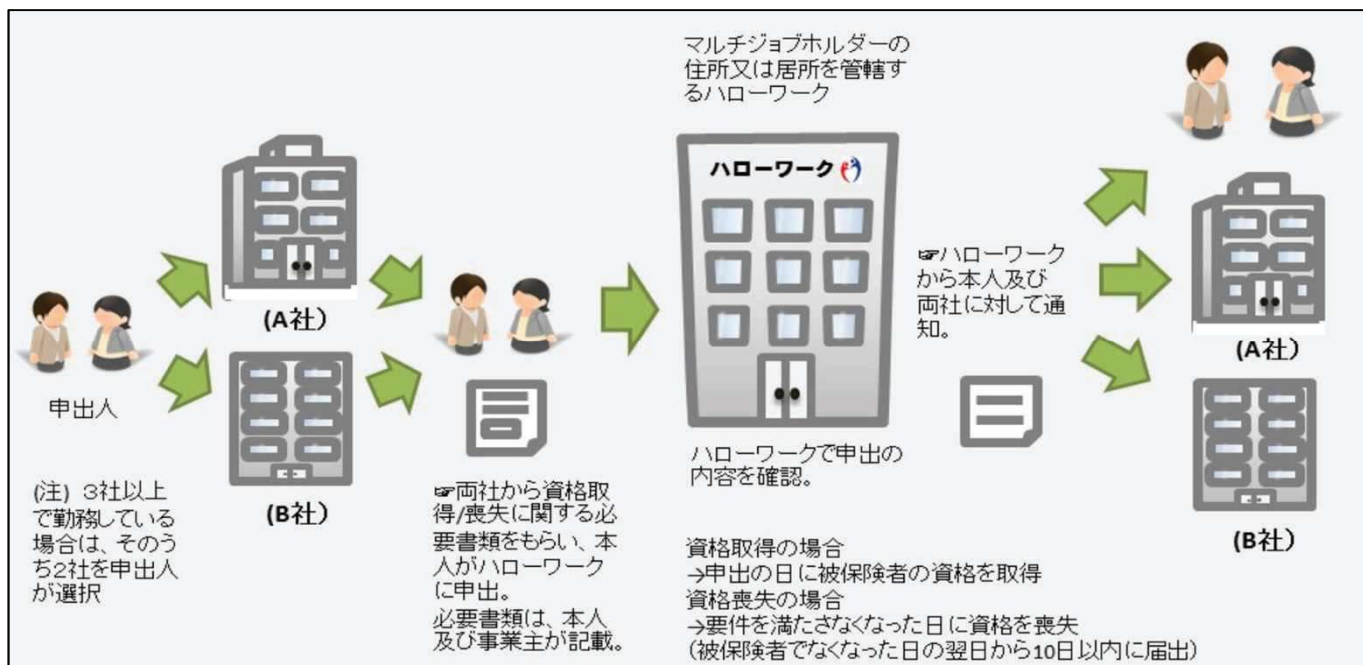 申出人
(注) 3社以上
で勤務している
場合は、そのう
ち2社を申出人
が選択
(A社)
(B社)
☞両社から資格取
得/喪失に関する必
要書類をもらい、本
人がハローワーク
に申出。
必要書類は、本人
及び事業主が記載。
マルチジョブホルダーの
住所又は居所を管轄す
るハローワーク
ハローワーク
ハローワークで申出の
内容を確認。
資格取得の場合
→申出の日に被保険者の資格を取得
資格喪失の場合
→要件を満たさなくなった日に資格を喪失
(被保険者でなくなった日の翌日から10日以内に届出)
☞ハローワーク
から本人及び
両社に対して通
知。
(A社)
(B社)